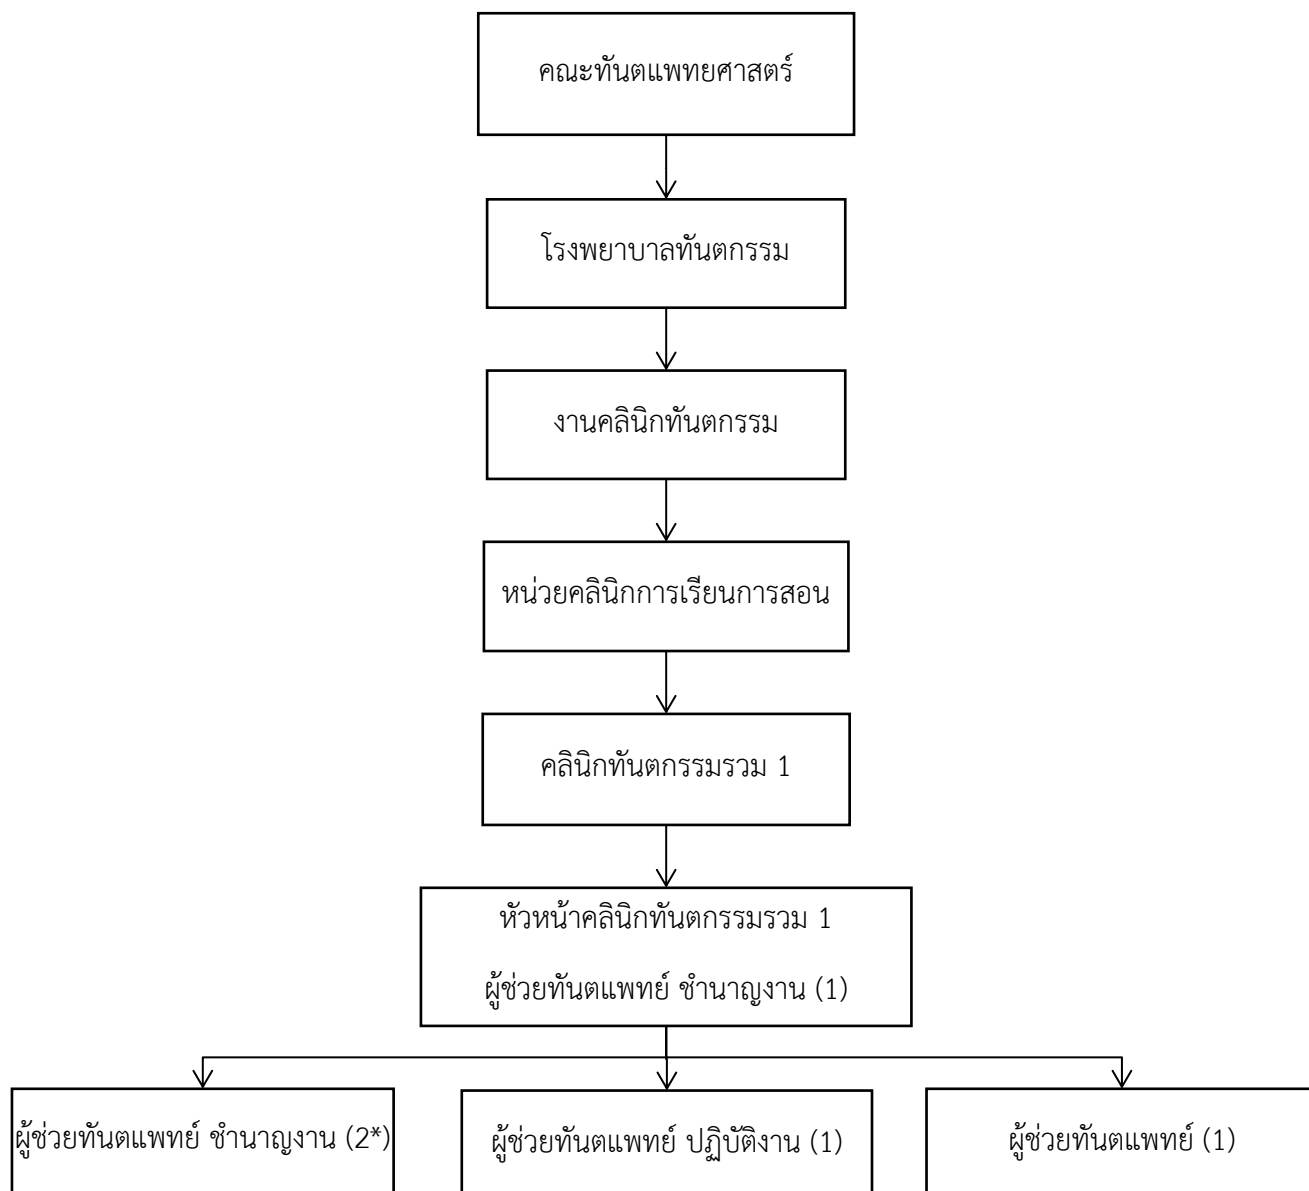 คณะทันตแพทยศาสตร์
โรงพยาบาลทันตกรรม
งานคลินิกทันตกรรม
หน่วยคลินิกการเรียนการสอน
คลินิกทันตกรรมรวม 1
หัวหน้าคลินิกทันตกรรมรวม 1
ผู้ช่วยทันตแพทย์ ชำนาญงาน (1)
ผู้ช่วยทันตแพทย์ ชำนาญงาน (2*)
ผู้ช่วยทันตแพทย์ ปฏิบัติงาน (1)
ผู้ช่วยทันตแพทย์ (1)